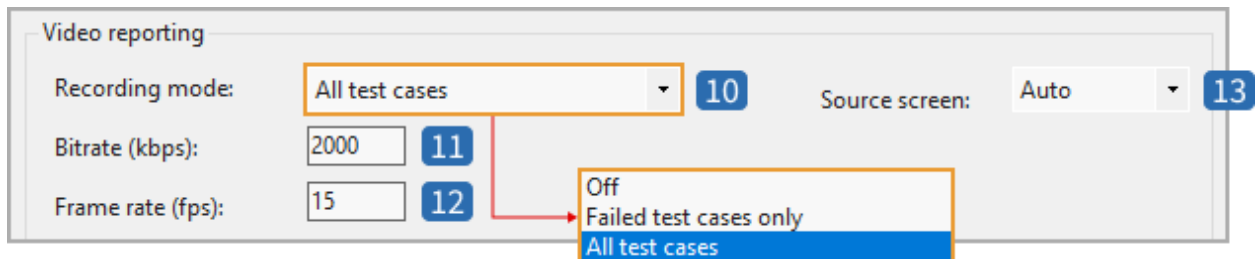 Video reporting
Recording mode: All test cases 10 Source screen: Auto 13
Bitrate (kbps): 2000 11
Frame rate (fps): 15 12
Off
Failed test cases only
All test cases